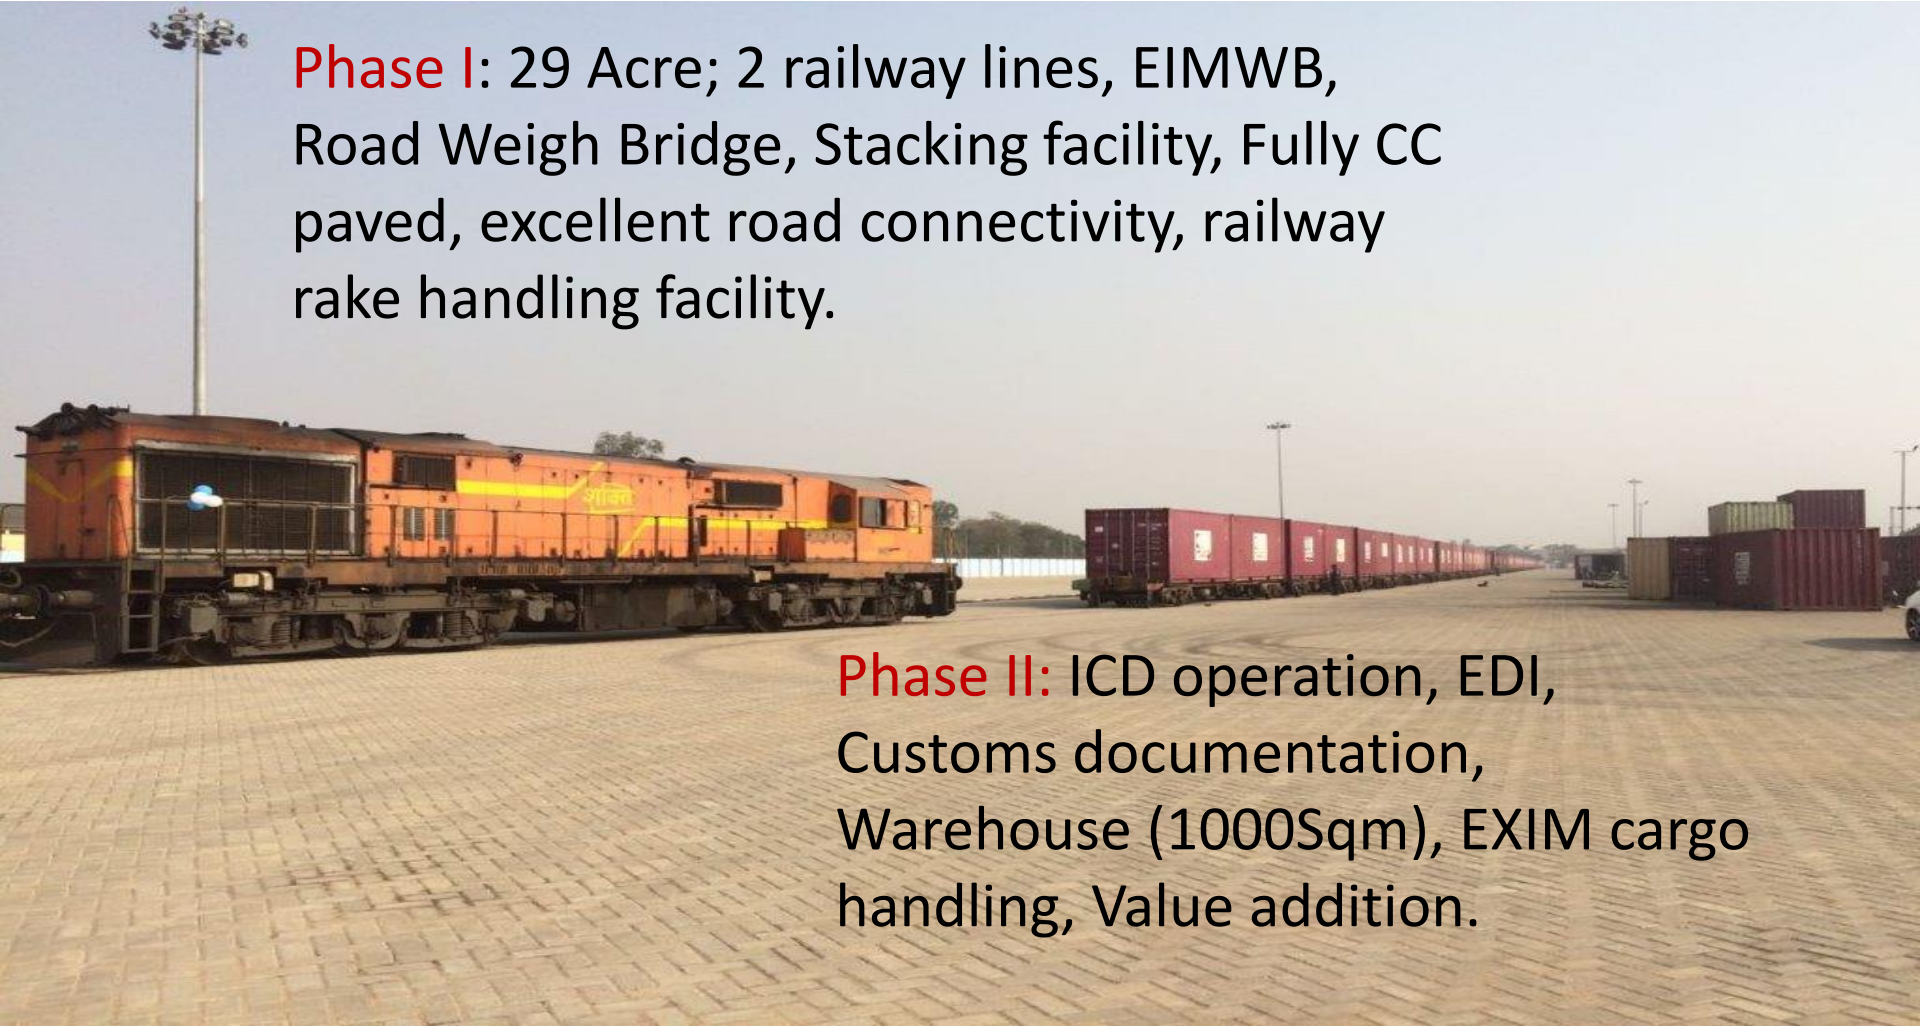 Phase I: 29 Acre; 2 railway lines, EIMWB,
Road Weigh Bridge, Stacking facility, Fully CC
paved, excellent road connectivity, railway
rake handling facility.
शक्ति
Phase II: ICD operation, EDI,
Customs documentation,
Warehouse (1000Sqm), EXIM cargo
handling, Value addition.